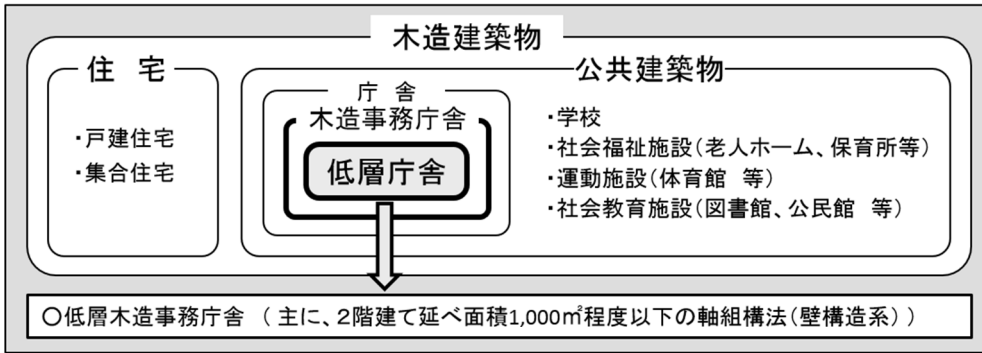 木造建築物
住　宅
・戸建住宅
・集合住宅
公共建築物
庁　舎
木造事務庁舎
低層庁舎
・学校
・社会福祉施設(老人ホーム、保育所等)
・運動施設(体育館　等)
・社会教育施設(図書館、公民館　等)
〇低層木造事務庁舎　( 主に、2階建て延べ面積1,000㎡程度以下の軸組構法(壁構造系) )